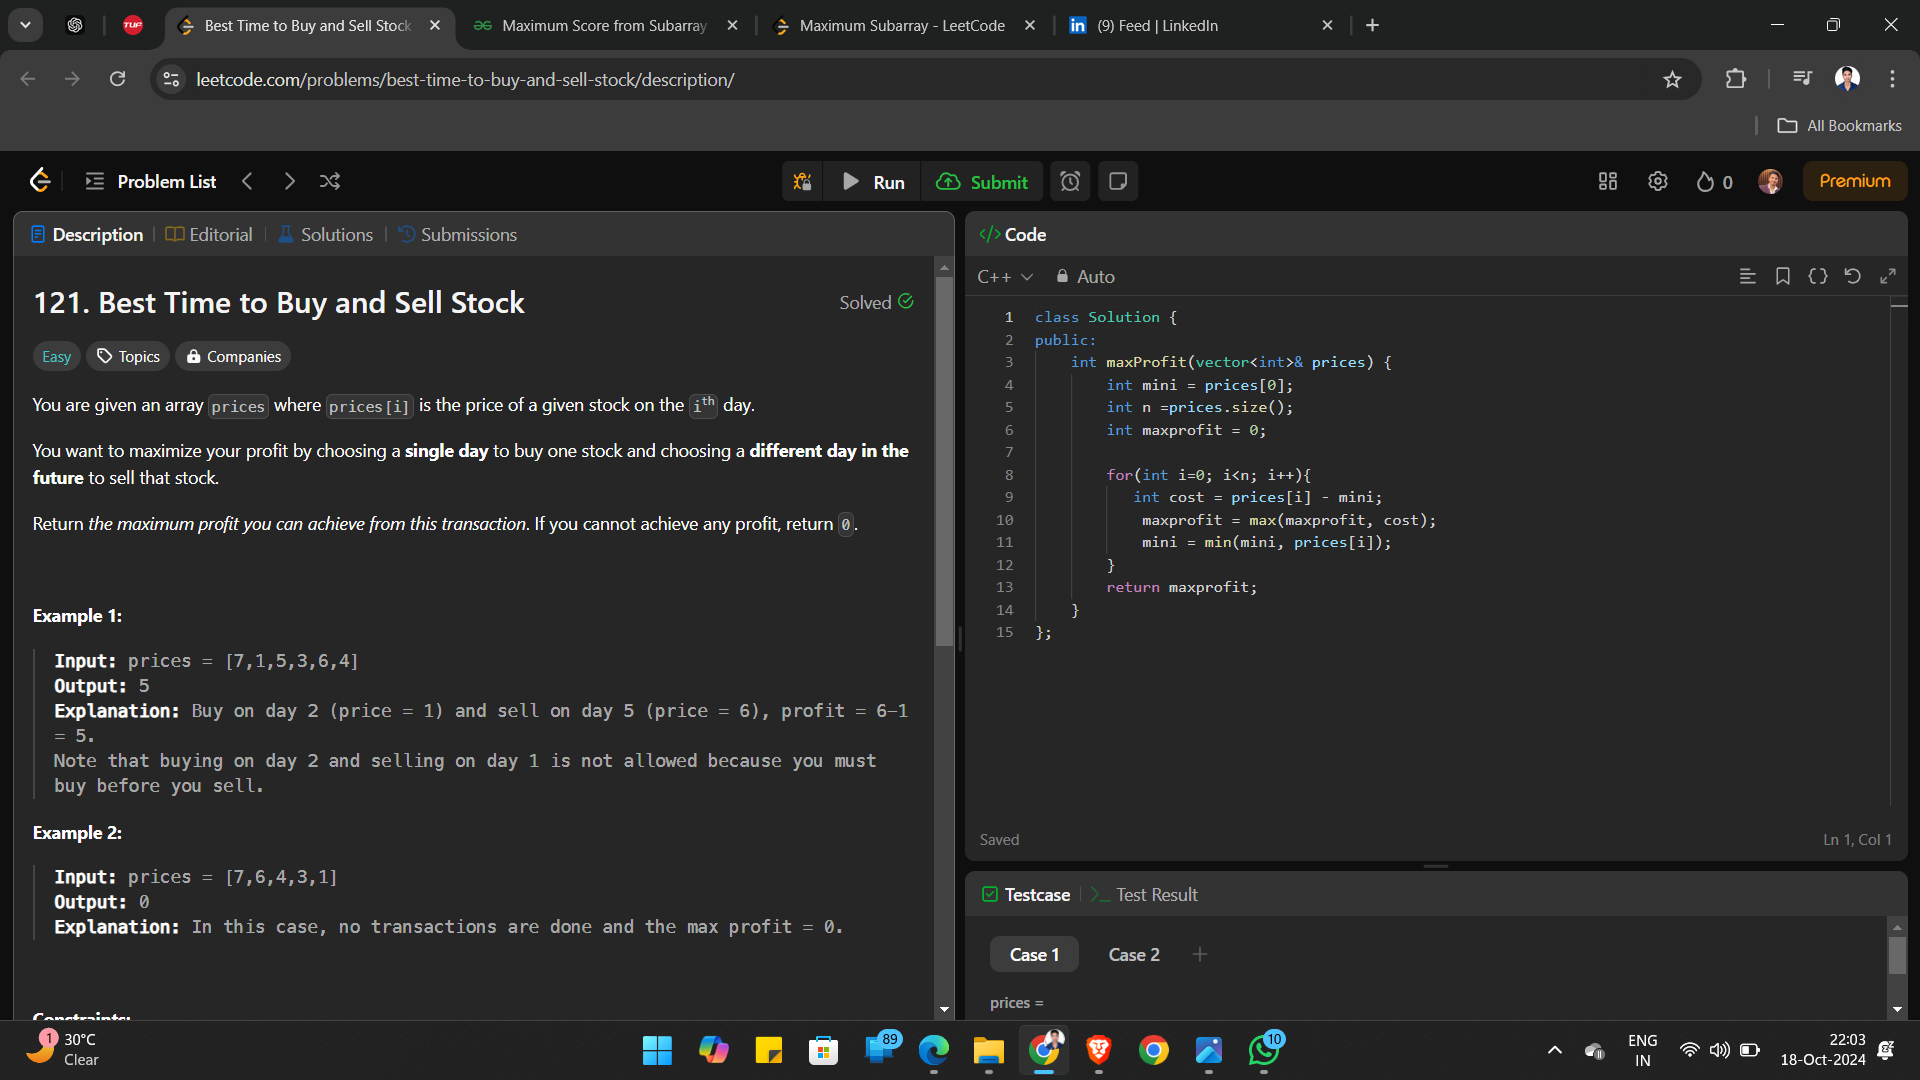 Best Time to Buy and Sell Stock
Maximum Score from Subarray
Maximum Subarray - LeetCode
(9) Feed | LinkedIn
leetcode.com/problems/best-time-to-buy-and-sell-stock/description/
All Bookmarks
Problem List
Run
Submit
0
Premium
Description
Editorial
Solutions
Submissions
121. Best Time to Buy and Sell Stock
Solved
Easy
Topics
Companies
You are given an array prices where prices[i] is the price of a given stock on the ith day.
You want to maximize your profit by choosing a single day to buy one stock and choosing a different day in the
future to sell that stock.
Return the maximum profit you can achieve from this transaction. If you cannot achieve any profit, return 0.
Example 1:
Input: prices = [7,1,5,3,6,4]
Output: 5
Explanation: Buy on day 2 (price = 1) and sell on day 5 (price = 6), profit = 6-1
= 5.
Note that buying on day 2 and selling on day 1 is not allowed because you must
buy before you sell.
Example 2:
Input: prices = [7,6,4,3,1]
Output: 0
Explanation: In this case, no transactions are done and the max profit = 0.
Constraints:
Code
C++
Auto
1 class Solution {
2 public:
3 int maxProfit(vector<int>& prices) {
4 int mini = prices[0];
5 int n =prices.size();
6 int maxprofit = 0;
7
8 for(int i=0; i<n; i++){
9 int cost = prices[i] - mini;
10 maxprofit = max(maxprofit, cost);
11 mini = min(mini, prices[i]);
12 }
13 return maxprofit;
14 }
15 };
Saved
Ln 1, Col 1
Testcase
Test Result
Case 1
Case 2
prices =
1
30°C
Clear
89
10
ENG
IN
22:03
18-Oct-2024